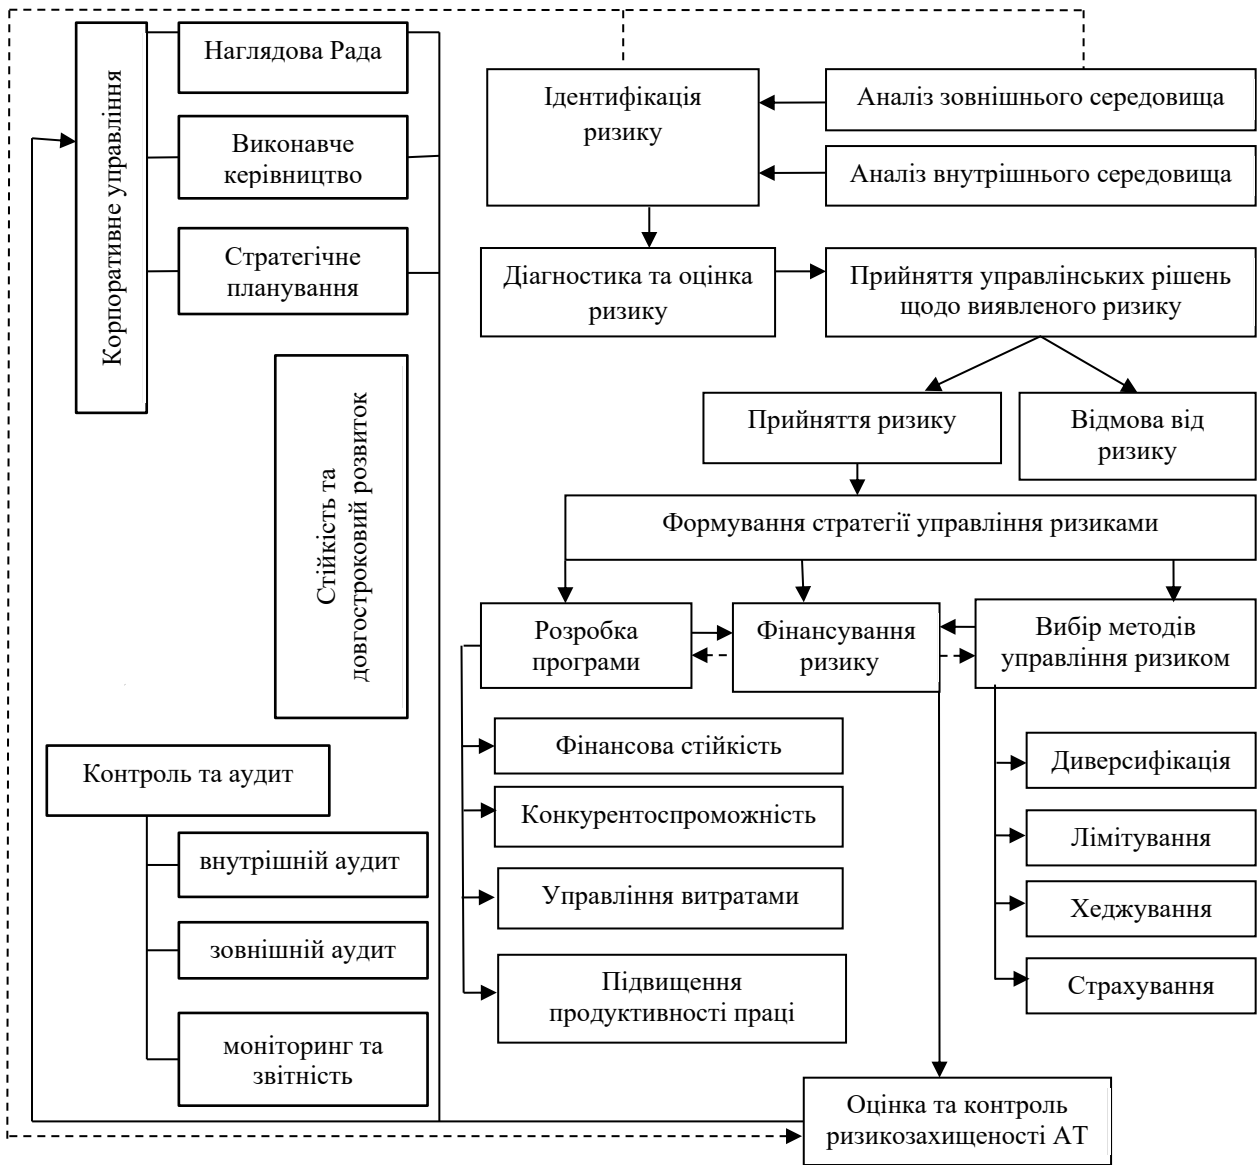 Корпоративне управління
Наглядова Рада
Виконавче
керівництво
Стратегічне
планування
Стійкість та
довгостроковий розвиток
Контроль та аудит
внутрішній аудит
зовнішній аудит
моніторинг та
звітність
Ідентифікація
ризику
Аналіз зовнішнього середовища
Аналіз внутрішнього середовища
Діагностика та оцінка
ризику
Прийняття управлінських рішень
щодо виявленого ризику
Прийняття ризику
Відмова від
ризику
Формування стратегії управління ризиками
Розробка
програми
Фінансування
ризику
Вибір методів
управління ризиком
Фінансова стійкість
Конкурентоспроможність
Управління витратами
Підвищення
продуктивності праці
Диверсифікація
Лімітування
Хеджування
Страхування
Оцінка та контроль
ризикозахищеності АТ